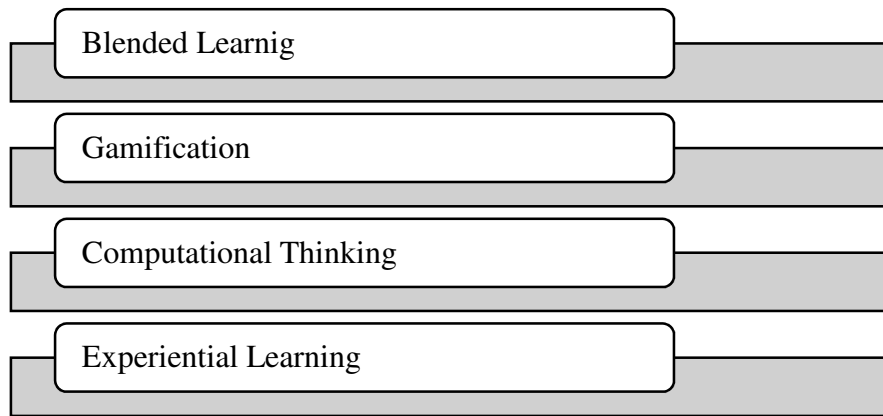 Blended Learnig
Gamification
Computational Thinking
Experiential Learning